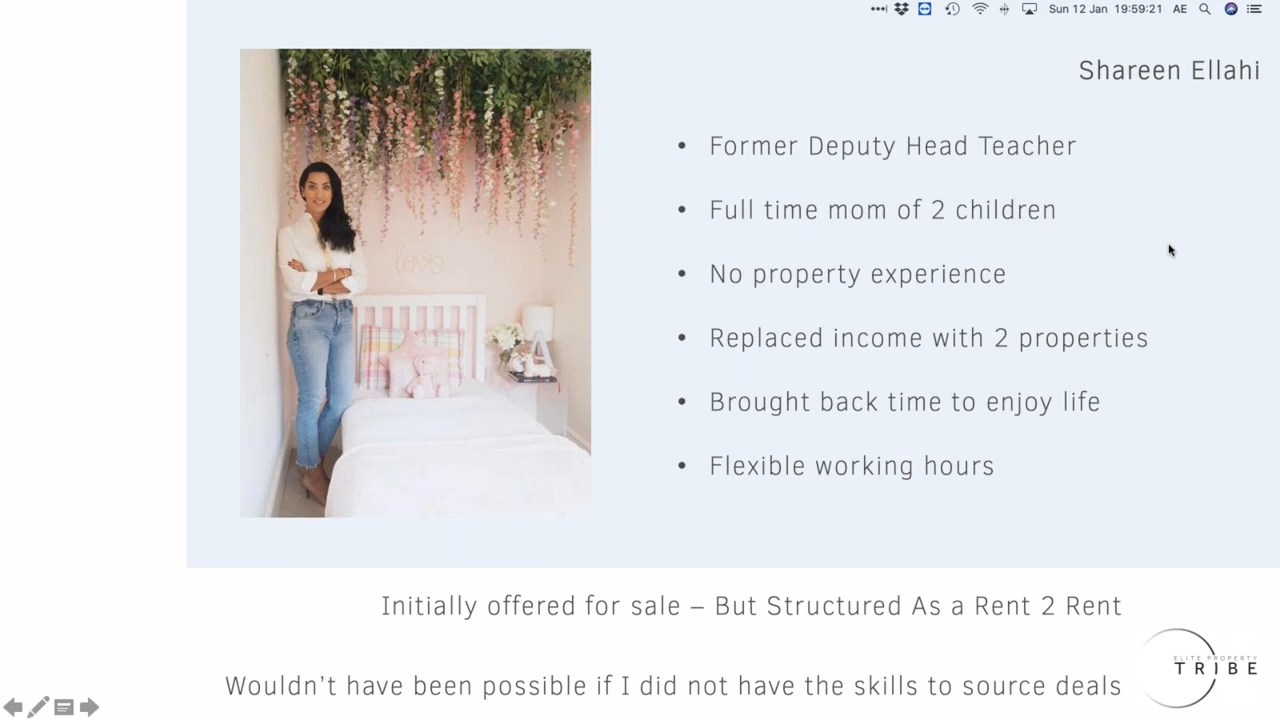 Sun 12 Jan 19:59:21 AE
Shareen Ellahi
• Former Deputy Head Teacher
• Full time mom of 2 children
• No property experience
• Replaced income with 2 properties
• Brought back time to enjoy life
• Flexible working hours
love
Initially offered for sale – But Structured As a Rent 2 Rent
Wouldn't have been possible if I did not have the skills to source deals
ELITE PROPERTY
TRIBE